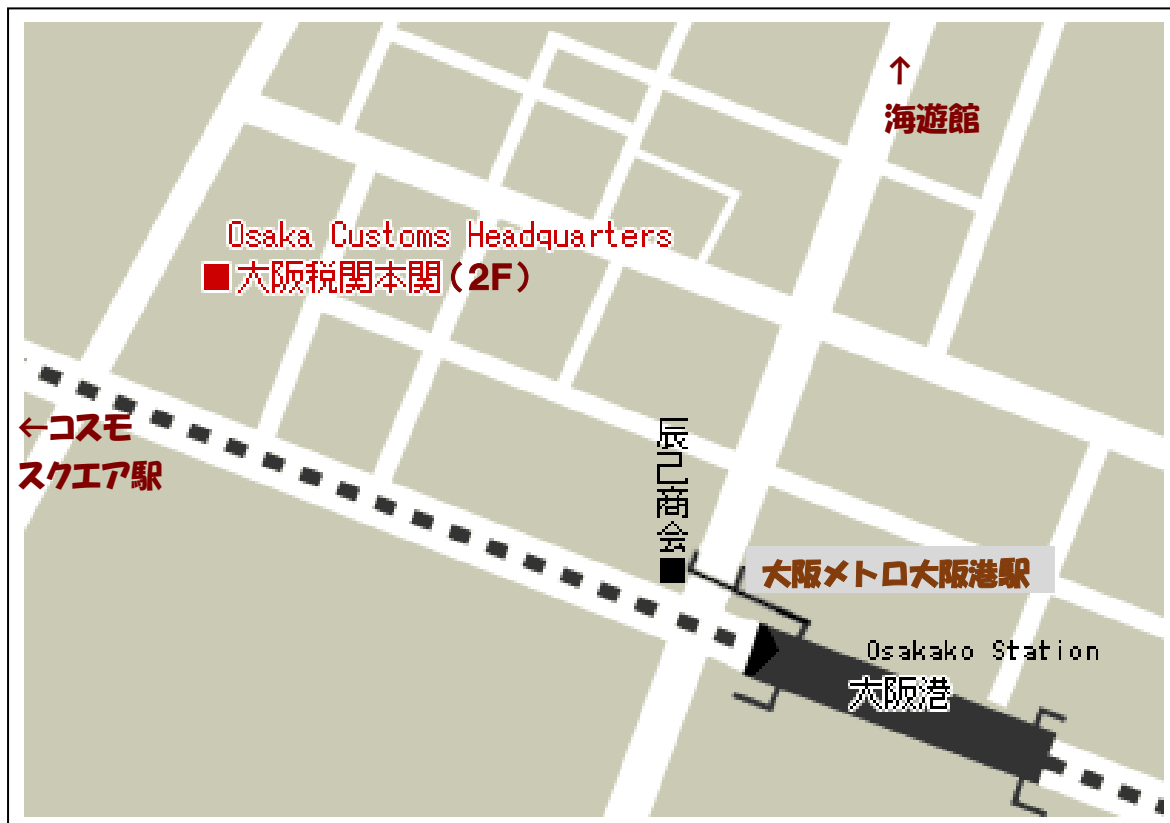 ↑
海遊館
Osaka Customs Headquarters
■大阪税関本関(2F)
←コスモ
スクエア駅
辰巳商会■
大阪メトロ大阪港駅
Osakako Station
大阪港